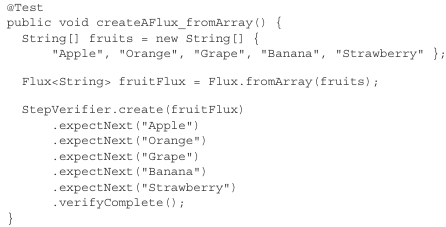 @Test
public void createAFlux_fromArray() {
  String[] fruits = new String[] {
      "Apple", "Orange", "Grape", "Banana", "Strawberry" };

  Flux<String> fruitFlux = Flux.fromArray(fruits);

  StepVerifier.create(fruitFlux)
      .expectNext("Apple")
      .expectNext("Orange")
      .expectNext("Grape")
      .expectNext("Banana")
      .expectNext("Strawberry")
      .verifyComplete();
}